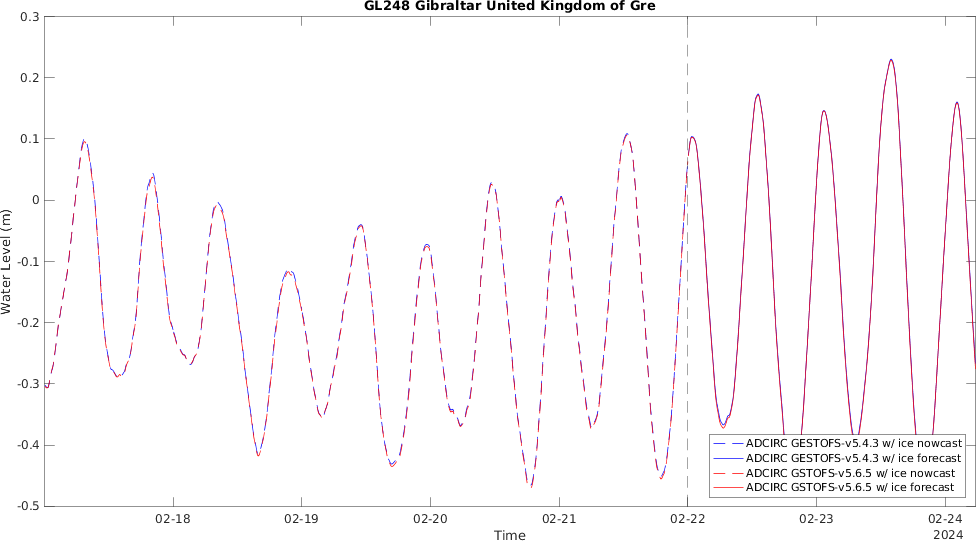 GL248 Gibraltar United Kingdom of Gre
0.3
0.2
0.1
0
-0.1
-0.2
-0.3
-0.4
-0.5
Water Level (m)
ADCIRC GESTOFS-v5.4.3 w/ ice nowcast
ADCIRC GESTOFS-v5.4.3 w/ ice forecast
ADCIRC GSTOFS-v5.6.5 w/ ice nowcast
ADCIRC GSTOFS-v5.6.5 w/ ice forecast
02-18 02-19 02-20 02-21 02-22 02-23 02-24
Time 2024